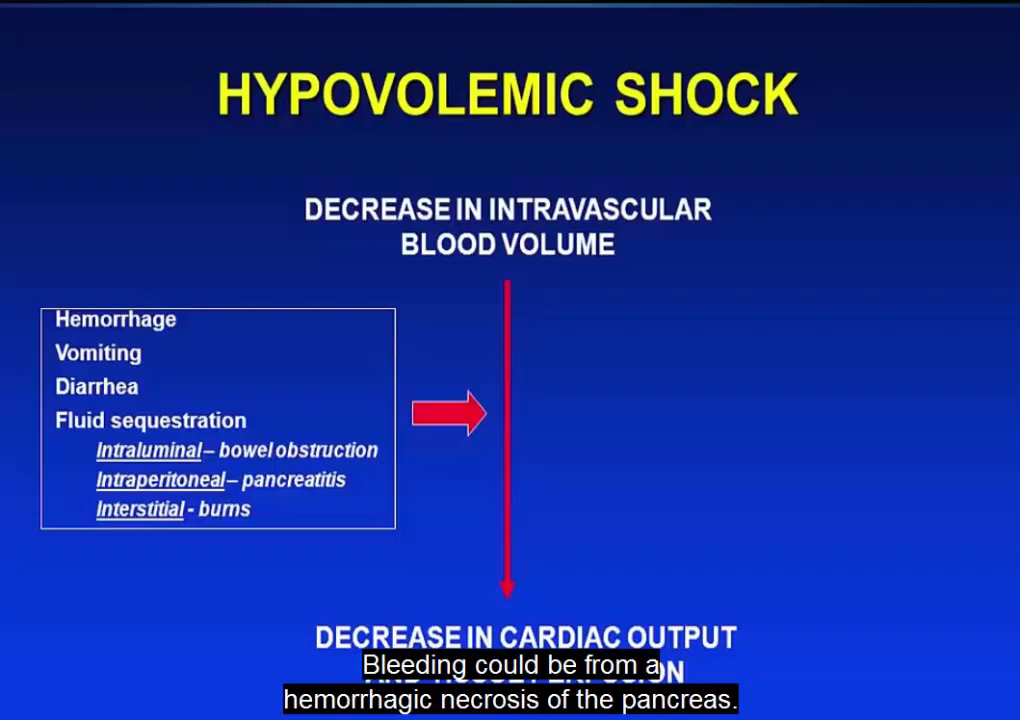 HYPOVOLEMIC SHOCK
DECREASE IN INTRAVASCULAR
BLOOD VOLUME
Hemorrhage
Vomiting
Diarrhea
Fluid sequestration
Intraluminal – bowel obstruction
Intraperitoneal – pancreatitis
Interstitial - burns
DECREASE IN CARDIAC OUTPUT
Bleeding could be from a
hemorrhagic necrosis of the pancreas.